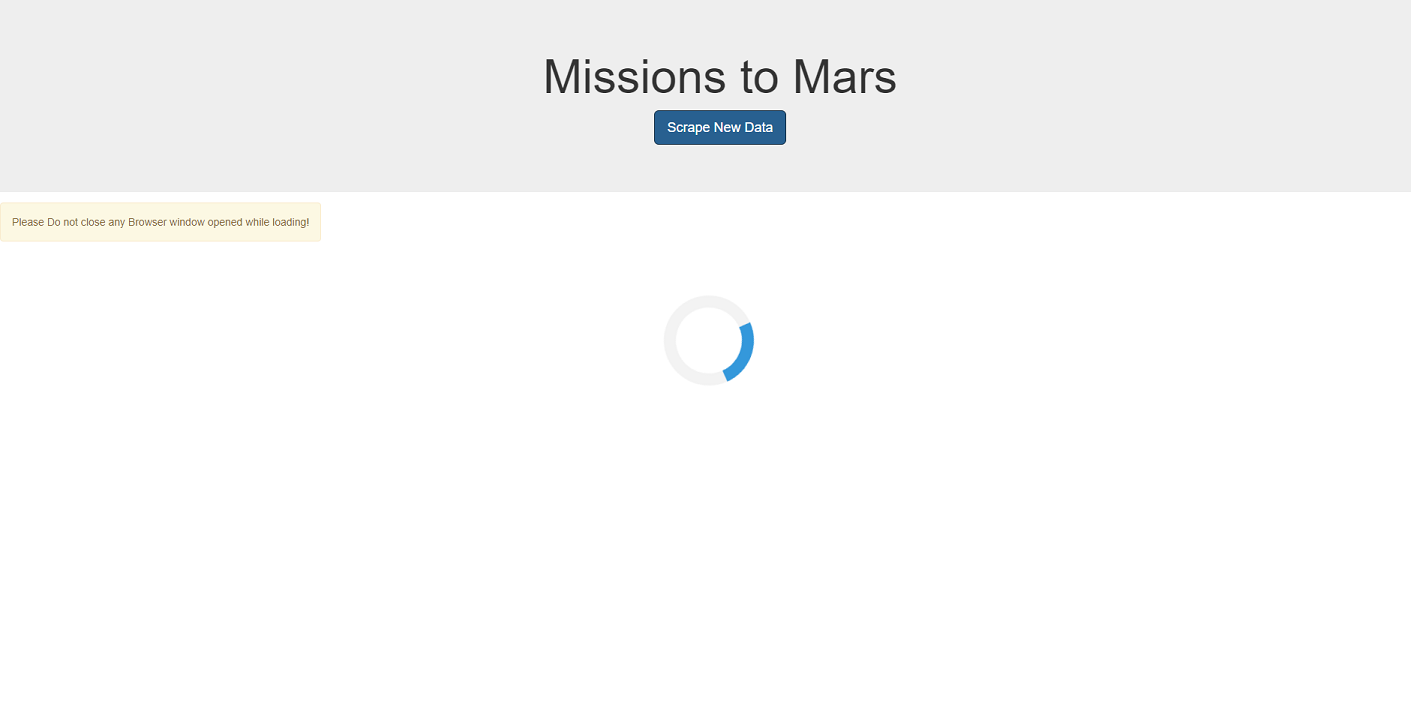 Missions to Mars
Scrape New Data
Please Do not close any Browser window opened while loading!